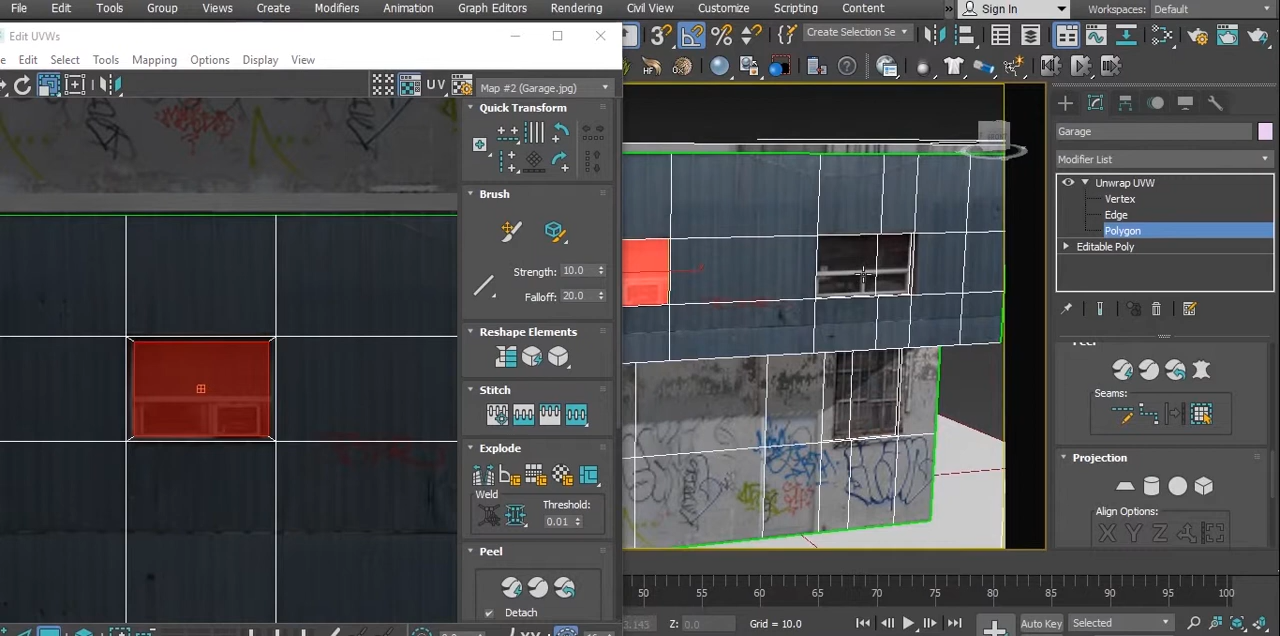 File Edit Tools Group Views Create Modifiers Animation Graph Editors Rendering Civil View Customize Scripting Content » Sign In Workspaces: Default
Edit UVWs
Create Selection Se
Edit Select Tools Mapping Options Display View
UV Map #2 (Garage.jpg)
Quick Transform
Brush
Strength: 10.0
Falloff: 20.0
Reshape Elements
Stitch
Explode
Weld
Threshold:
0.01
Peel
Detach
Garage
Modifier List
Unwrap UVW
Vertex
Edge
Polygon
Editable Poly
Seams:
Projection
Align Options:
X Y Z
50 55 60 65 70 75 80 85 90 95 100
3.143 Z: 0.0 Grid = 10.0 Auto Key Selected